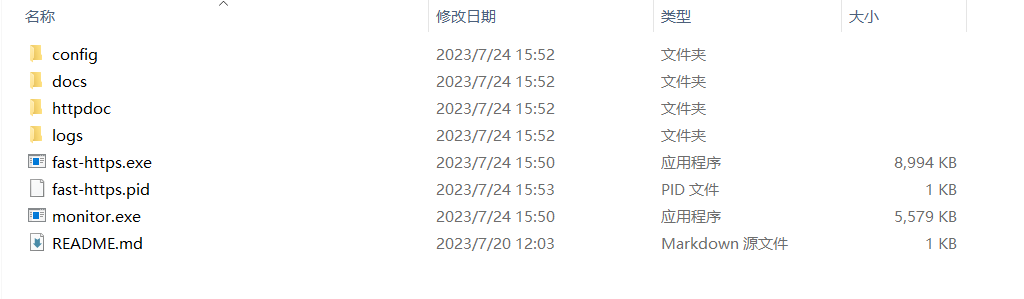 名称 修改日期 类型 大小
config 2023/7/24 15:52 文件夹
docs 2023/7/24 15:52 文件夹
httpdoc 2023/7/24 15:52 文件夹
logs 2023/7/24 15:52 文件夹
fast-https.exe 2023/7/24 15:50 应用程序 8,994 KB
fast-https.pid 2023/7/24 15:53 PID 文件 1 KB
monitor.exe 2023/7/24 15:50 应用程序 5,579 KB
README.md 2023/7/20 12:03 Markdown 源文件 1 KB